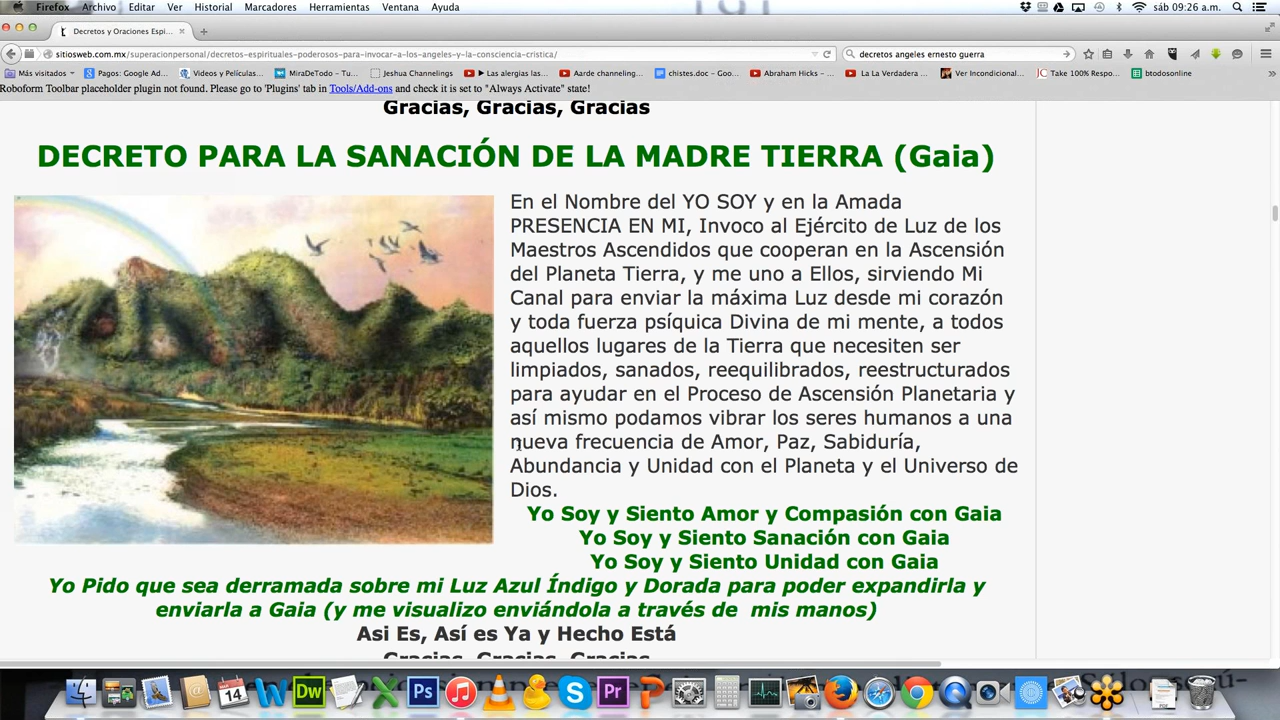 Firefox Archivo Editar Ver Historial Marcadores Herramientas Ventana Ayuda sáb 09:26 a.m.
Decretos y Oraciones Espi...
sitiosweb.com.mx/superacionpersonal/decretos-espirituales-poderosos-para-invocar-a-los-angeles-y-la-consciencia-cristica/ decretos angeles ernesto guerra
Más visitados Pagos: Google Ad... Videos y Películas... MiraDeTodo - Tu... Jeshua Channelings ▶ Las alergias las... Aarde channeling... chistes.doc - Goo... Abraham Hicks - ... La La Verdadera ... Ver Incondicional... Take 100% Respo... btodosonline
Roboform Toolbar placeholder plugin not found. Please go to 'Plugins' tab in Tools/Add-ons and check it is set to "Always Activate" state!
Gracias, Gracias, Gracias
DECRETO PARA LA SANACIÓN DE LA MADRE TIERRA (Gaia)
En el Nombre del YO SOY y en la Amada
PRESENCIA EN MI, Invoco al Ejército de Luz de los
Maestros Ascendidos que cooperan en la Ascensión
del Planeta Tierra, y me uno a Ellos, sirviendo Mi
Canal para enviar la máxima Luz desde mi corazón
y toda fuerza psíquica Divina de mi mente, a todos
aquellos lugares de la Tierra que necesiten ser
limpiados, sanados, reequilibrados, reestructurados
para ayudar en el Proceso de Ascensión Planetaria y
así mismo podamos vibrar los seres humanos a una
nueva frecuencia de Amor, Paz, Sabiduría,
Abundancia y Unidad con el Planeta y el Universo de
Dios.
Yo Soy y Siento Amor y Compasión con Gaia
Yo Soy y Siento Sanación con Gaia
Yo Soy y Siento Unidad con Gaia
Yo Pido que sea derramada sobre mi Luz Azul Índigo y Dorada para poder expandirla y
enviarla a Gaia (y me visualizo enviándola a través de mis manos)
Asi Es, Así es Ya y Hecho Está
Gracias, Gracias, Gracias
14 Dw Ps Pr